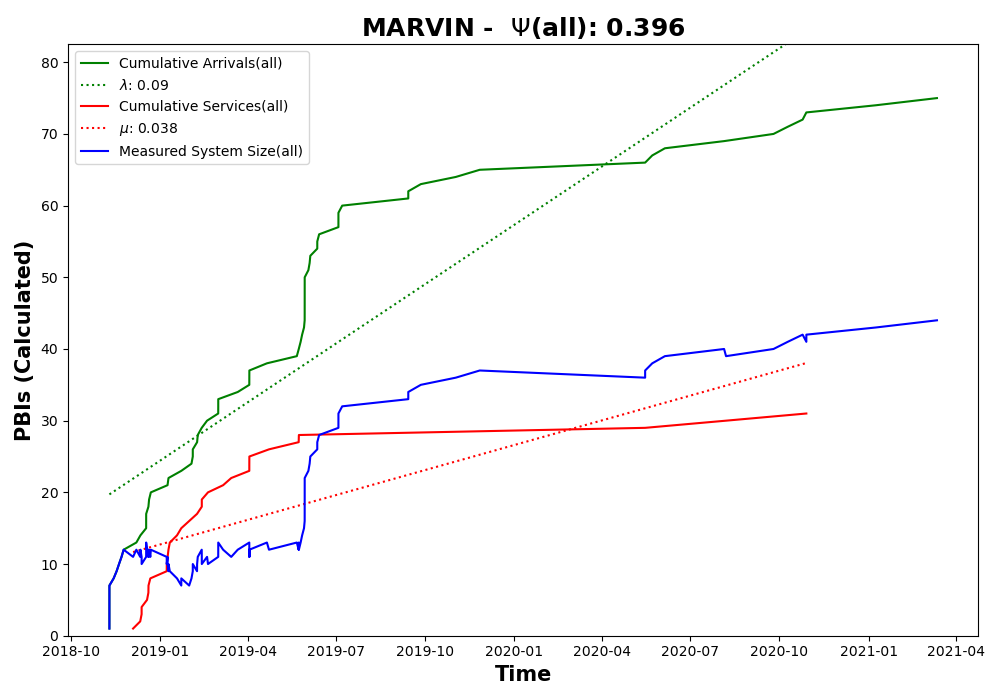 MARVIN -  Ψ(all): 0.396
Cumulative Arrivals(all)
λ: 0.09
Cumulative Services(all)
μ: 0.038
Measured System Size(all)
PBIs (Calculated)
80
70
60
50
40
30
20
10
0
2018-10 2019-01 2019-04 2019-07 2019-10 2020-01 2020-04 2020-07 2020-10 2021-01 2021-04
Time